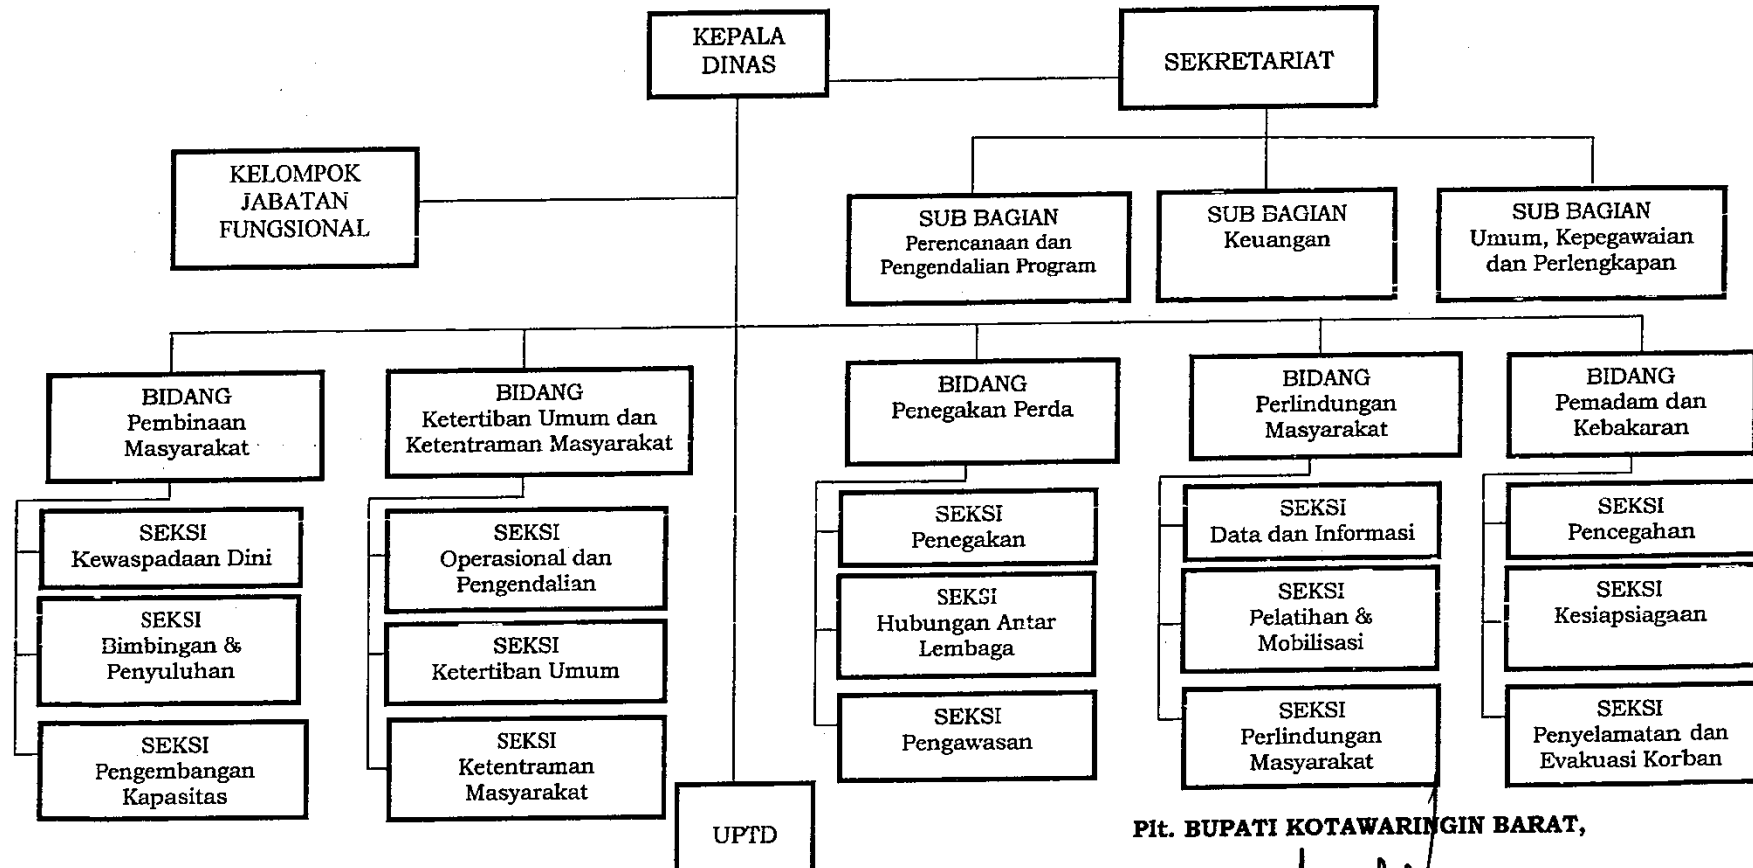 KEPALA
DINAS
SEKRETARIAT
KELOMPOK
JABATAN
FUNGSIONAL
SUB BAGIAN
Perencanaan dan
Pengendalian Program
SUB BAGIAN
Keuangan
SUB BAGIAN
Umum, Kepegawaian
dan Perlengkapan
BIDANG
Pembinaan
Masyarakat
BIDANG
Ketertiban Umum dan
Ketentraman Masyarakat
BIDANG
Penegakan Perda
BIDANG
Perlindungan
Masyarakat
BIDANG
Pemadam dan
Kebakaran
SEKSI
Kewaspadaan Dini
SEKSI
Bimbingan &
Penyuluhan
SEKSI
Pengembangan
Kapasitas
SEKSI
Operasional dan
Pengendalian
SEKSI
Ketertiban Umum
SEKSI
Ketentraman
Masyarakat
SEKSI
Penegakan
SEKSI
Hubungan Antar
Lembaga
SEKSI
Pengawasan
SEKSI
Data dan Informasi
SEKSI
Pelatihan &
Mobilisasi
SEKSI
Perlindungan
Masyarakat
SEKSI
Pencegahan
SEKSI
Kesiapsiagaan
SEKSI
Penyelamatan dan
Evakuasi Korban
UPTD
Plt. BUPATI KOTAWARINGIN BARAT,